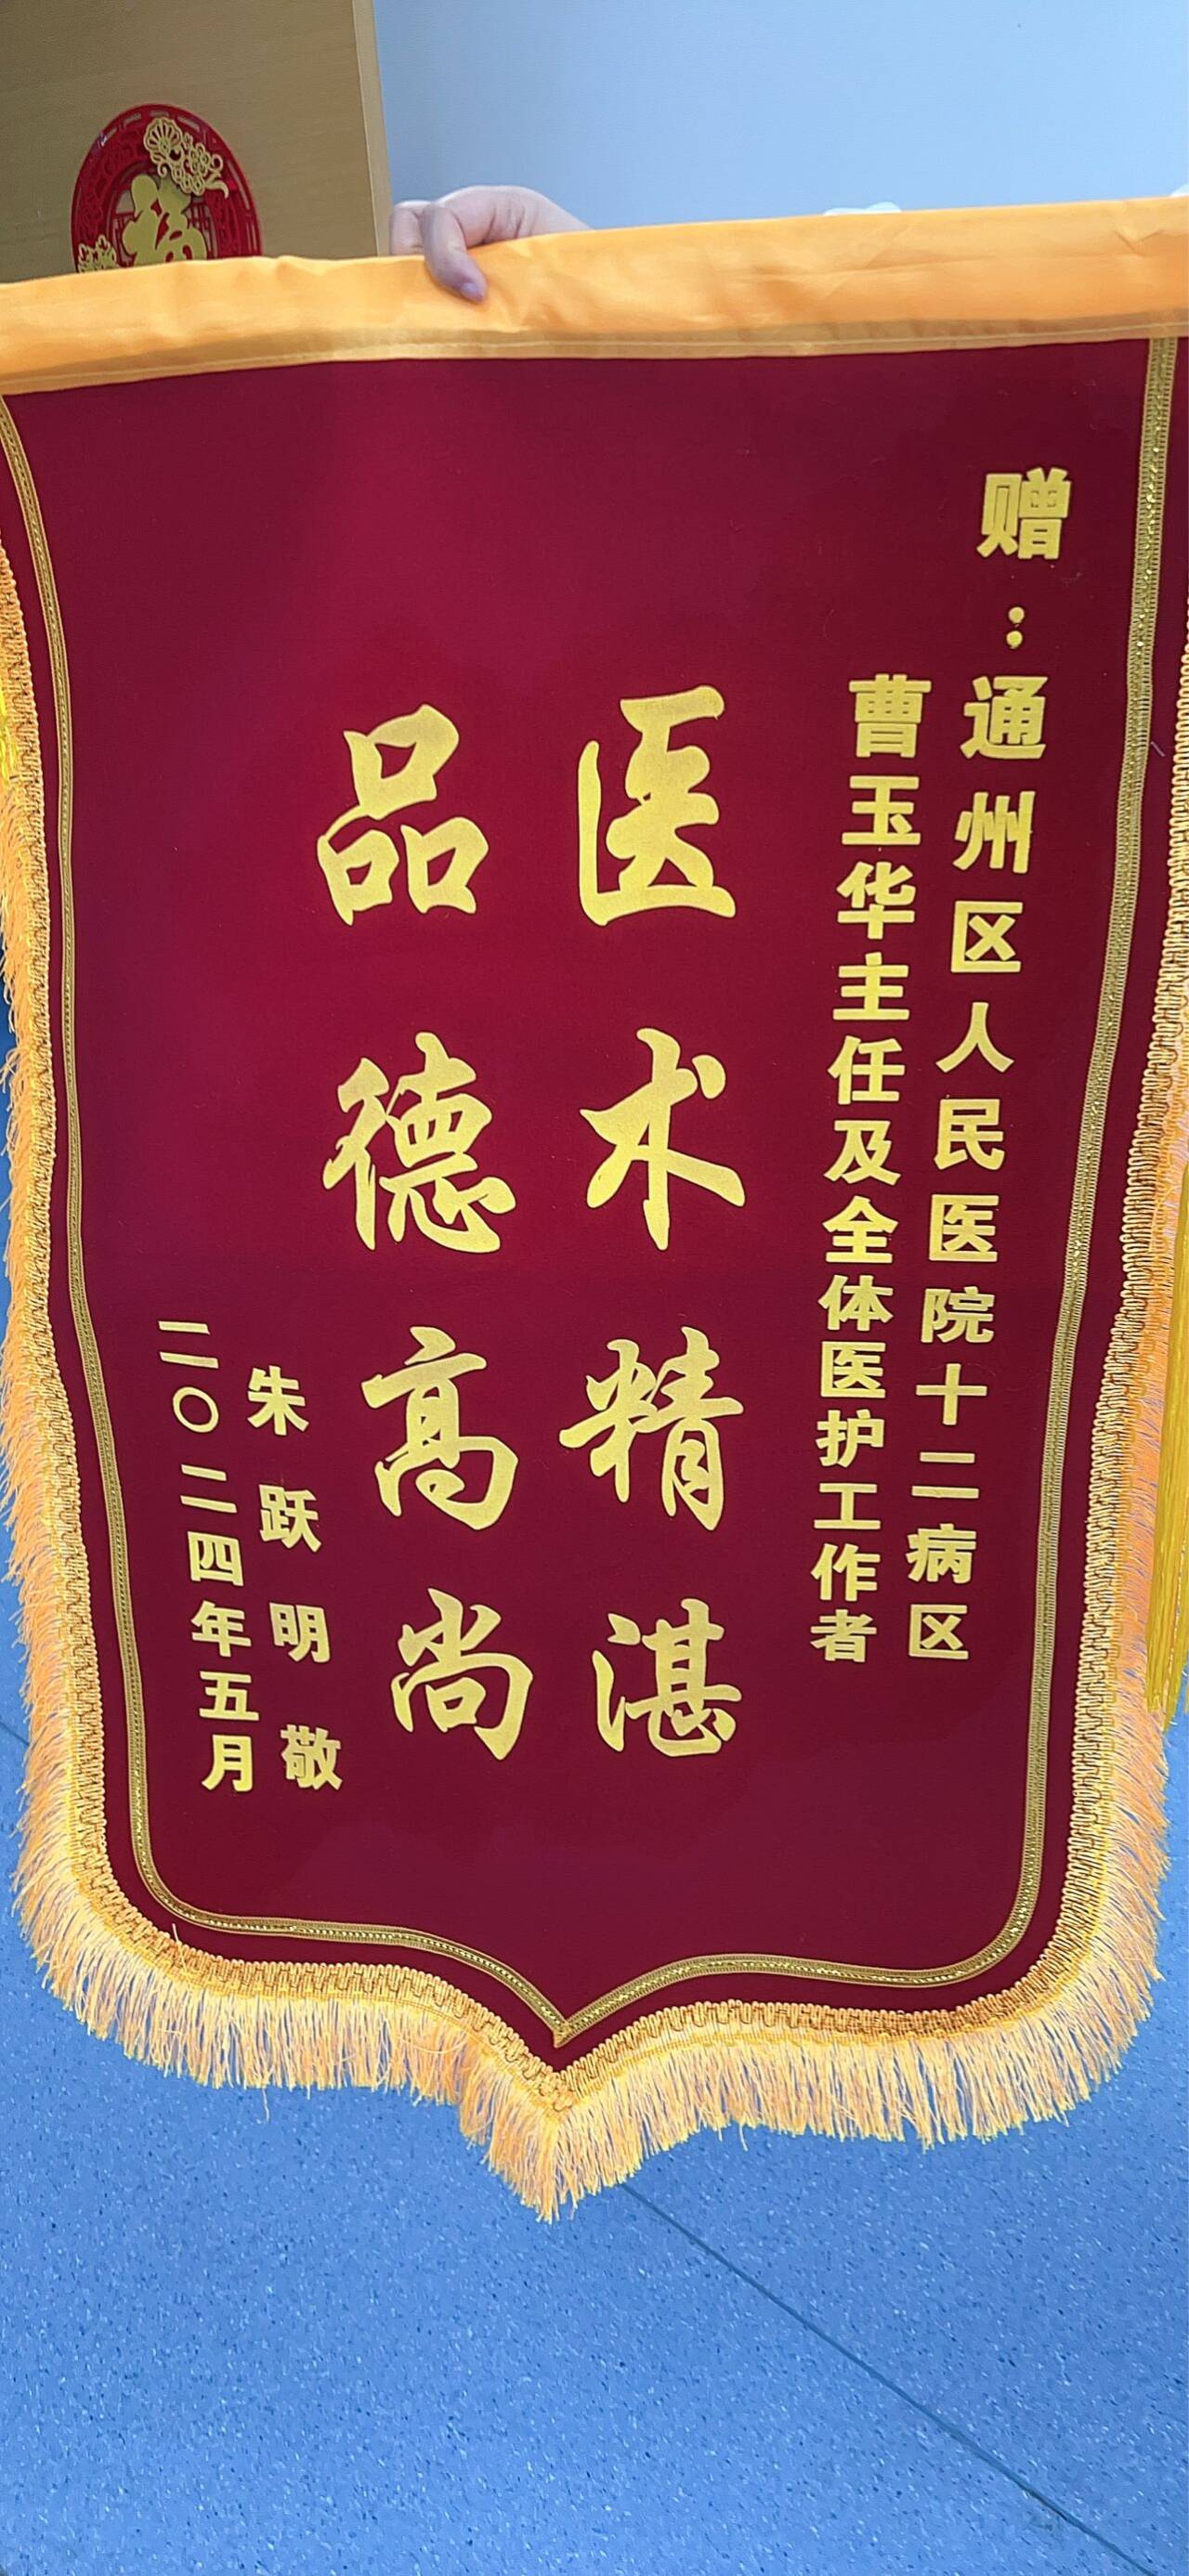 赠：通州区人民医院十二病区
曹玉华主任及全体医护工作者
医术精湛
品德高尚
朱跃明敬
二〇二四年五月